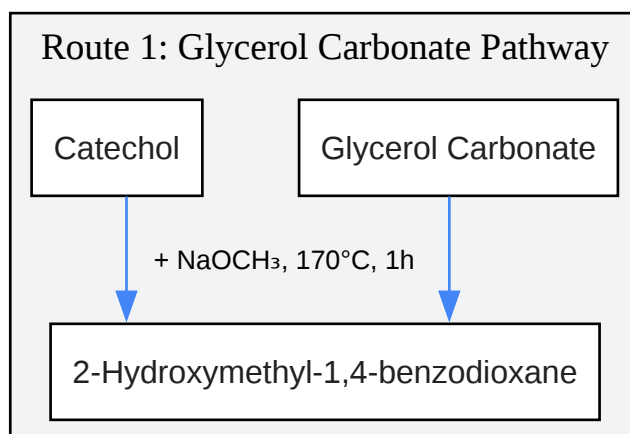 Route 1: Glycerol Carbonate Pathway
Catechol
Glycerol Carbonate
+ NaOCH₃, 170°C, 1h
2-Hydroxymethyl-1,4-benzodioxane